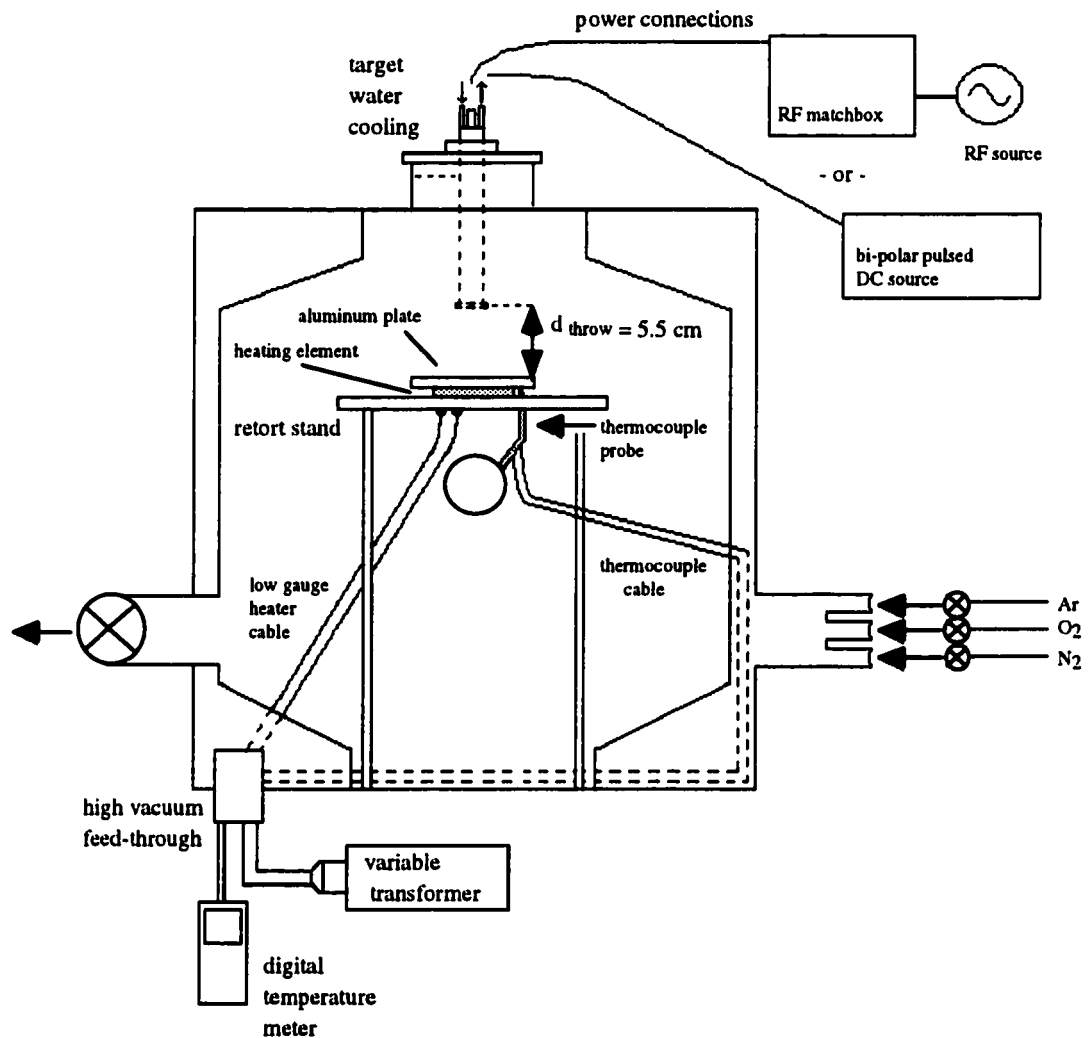 power connections
target
water
cooling
RF matchbox
RF source
- or -
bi-polar pulsed
DC source
aluminum plate
d throw = 5.5 cm
heating element
retort stand
thermocouple
probe
low gauge
heater
cable
thermocouple
cable
Ar
O2
N2
high vacuum
feed-through
variable
transformer
digital
temperature
meter